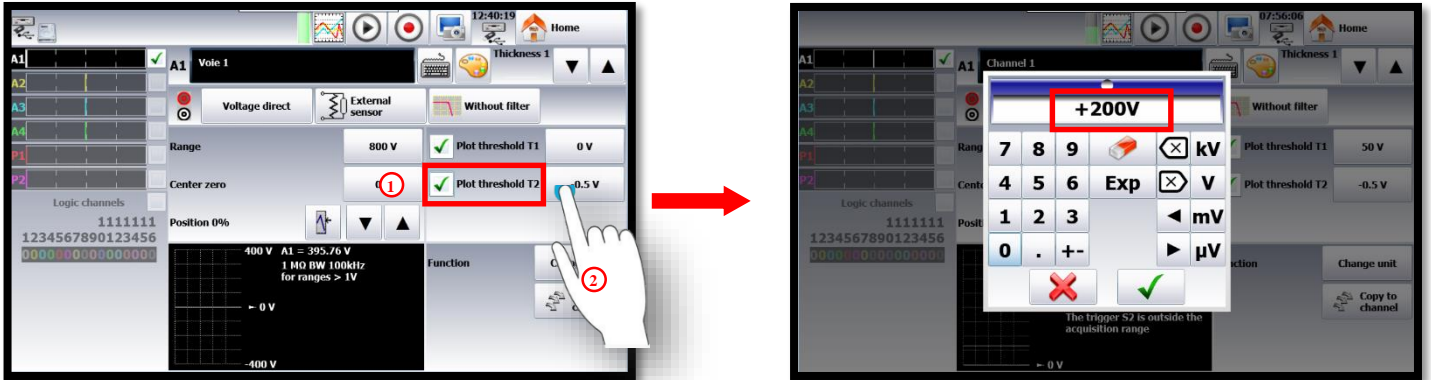 12:40:19
Home
A1
A2
A3
A4
P1
P2
Logic channels
1111111
1234567890123456
0000000000000000
A1 Voie 1
Thickness 1
Voltage direct
External sensor
Without filter
Range 800 V
Plot threshold T1 0 V
Center zero
1
Plot threshold T2 -0.5 V
Position 0%
400 V A1 = 395.76 V
1 MΩ BW 100kHz
for ranges > 1V
0 V
-400 V
Function
2
07:56:06
Home
A1
A2
A3
A4
P1
P2
Logic channels
1111111
1234567890123456
0000000000000000
A1 Channel 1
Thickness 1
Without filter
Plot threshold T1 50 V
Plot threshold T2 -0.5 V
+200V
7 8 9 kV
4 5 6 Exp V
1 2 3 mV
0 . +- µV
Change unit
Copy to channel
The trigger S2 is outside the
acquisition range
0 V